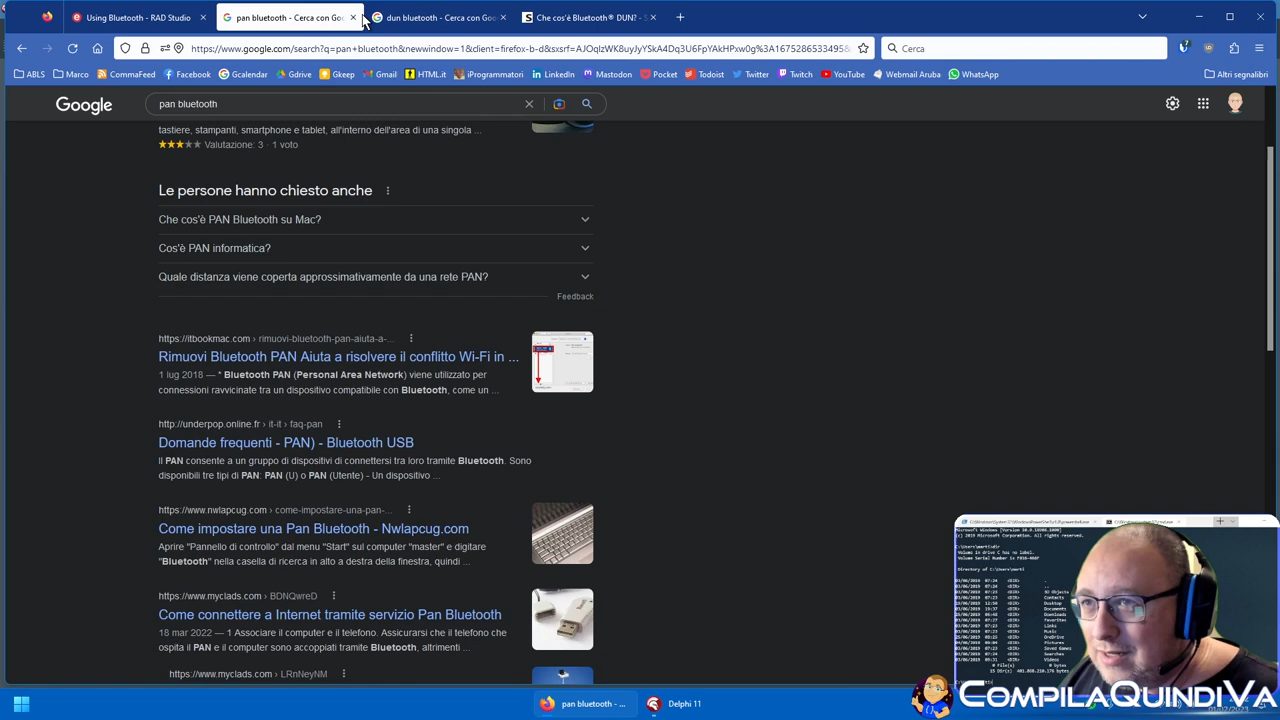 Using Bluetooth - RAD Studio
pan bluetooth - Cerca con Goo
dun bluetooth - Cerca con Goo
Che cos'è Bluetooth® DUN? - S
https://www.google.com/search?q=pan+bluetooth&newwindow=1&client=firefox-b-d&sxsrf=AJOqlzWK8uyJyYSKA4Dq3U6FpYAkHPxw0g%3A1675286533495&
Cerca
ABLS
Marco
CommaFeed
Facebook
Gcalendar
Gdrive
Gkeep
Gmail
HTML.it
iProgrammatori
LinkedIn
Mastodon
Pocket
Todoist
Twitter
Twitch
YouTube
Webmail Aruba
WhatsApp
Altri segnalibri
Google
pan bluetooth
tastiere, stampanti, smartphone e tablet, all'interno dell'area di una singola ...
Valutazione: 3 · 1 voto
Le persone hanno chiesto anche
Che cos'è PAN Bluetooth su Mac?
Cos'è PAN informatica?
Quale distanza viene coperta approssimativamente da una rete PAN?
Feedback
https://itbookmac.com › rimuovi-bluetooth-pan-aiuta-a-...
Rimuovi Bluetooth PAN Aiuta a risolvere il conflitto Wi-Fi in ...
1 lug 2018 — * Bluetooth PAN (Personal Area Network) viene utilizzato per
connessioni ravvicinate tra un dispositivo compatibile con Bluetooth, come un ...
http://underpop.online.fr › it-it › faq-pan
Domande frequenti - PAN) - Bluetooth USB
Il PAN consente a un gruppo di dispositivi di connettersi tra loro tramite Bluetooth. Sono
disponibili tre tipi di PAN: PAN (U) o PAN (Utente) - Un dispositivo ...
https://www.nwlapcug.com › come-impostare-una-pan-...
Come impostare una Pan Bluetooth - Nwlapcug.com
Aprire "Pannello di controllo" nel menu "Start" sul computer "master" e digitare
"Bluetooth" nella casella di ricerca in alto a destra della finestra, quindi ...
https://www.myclads.com › BDNQwreD
Come connettersi a Internet tramite il servizio Pan Bluetooth
18 mar 2022 — 1 Associate il computer e il telefono. Assicurarsi che il telefono che
ospita il PAN e il computer siano accoppiati tramite Bluetooth, altrimenti ...
https://www.myclads.com › LRnNeyNM
pan bluetooth - ...
Delphi 11
COMPILAQUINDIVA